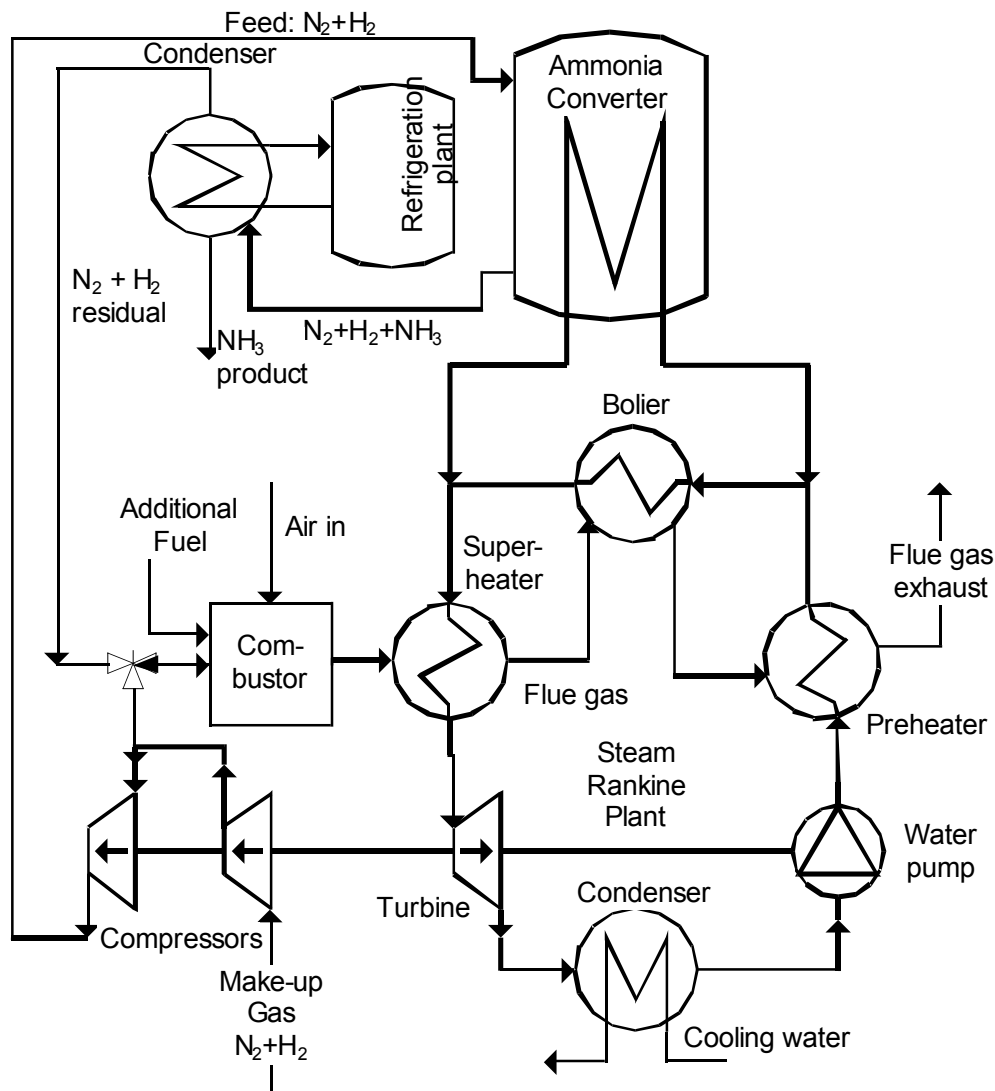 Feed: N₂+H₂
Condenser
Ammonia
Converter
Refrigeration
plant
N₂ + H₂
residual
N₂+H₂+NH₃
NH₃
product
Bolier
Additional
Fuel
Air in
Super-
heater
Flue gas
exhaust
Com-
bustor
Flue gas
Preheater
Steam
Rankine
Plant
Water
pump
Turbine
Condenser
Compressors
Make-up
Gas
N₂+H₂
Cooling water